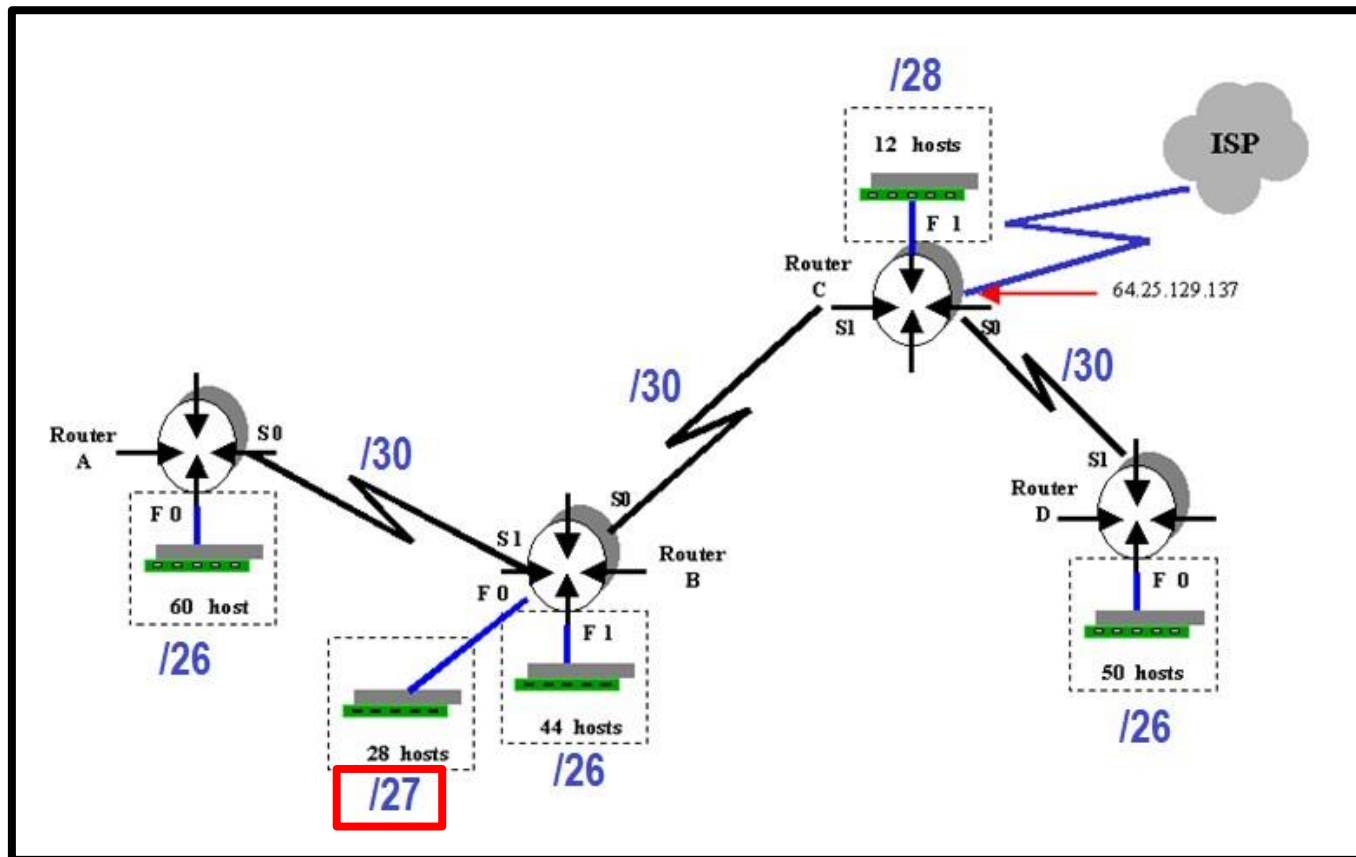 /28
12 hosts
ISP
F 1
Router
C
64.25.129.137
S1
S0
/30
/30
Router
A
S0
/30
S1
Router
D
F 0
S0
S1
Router
B
F 0
F 0
60 host
F 1
/26
50 hosts
44 hosts
28 hosts
/26
/26
/27